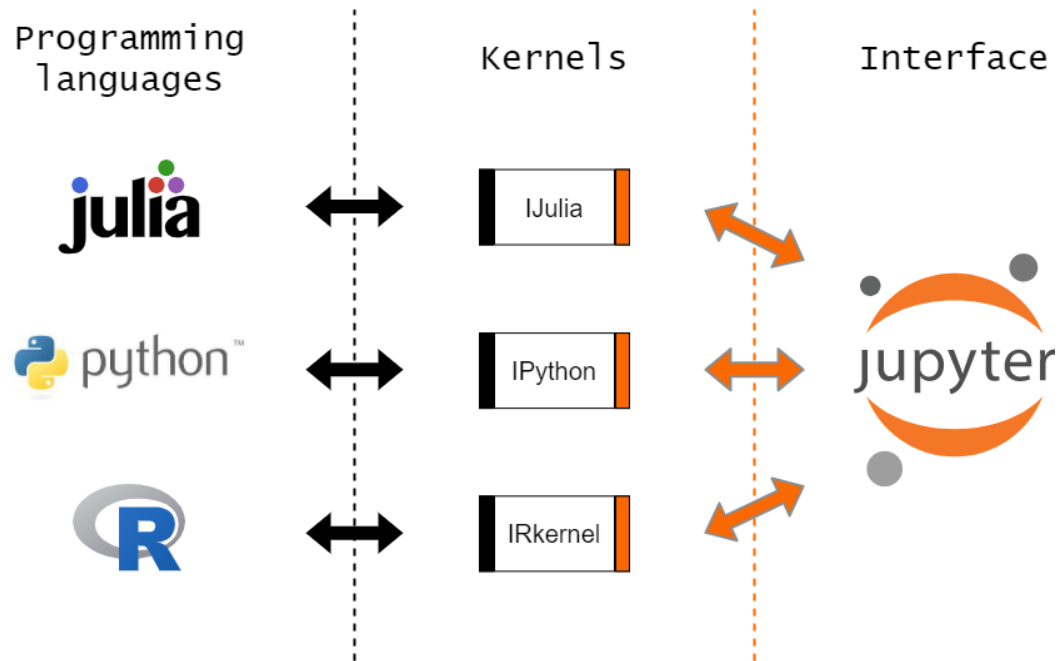 Programming
languages
Kernels
Interface
julia
IJulia
python™
IPython
jupyter
R
IRkernel